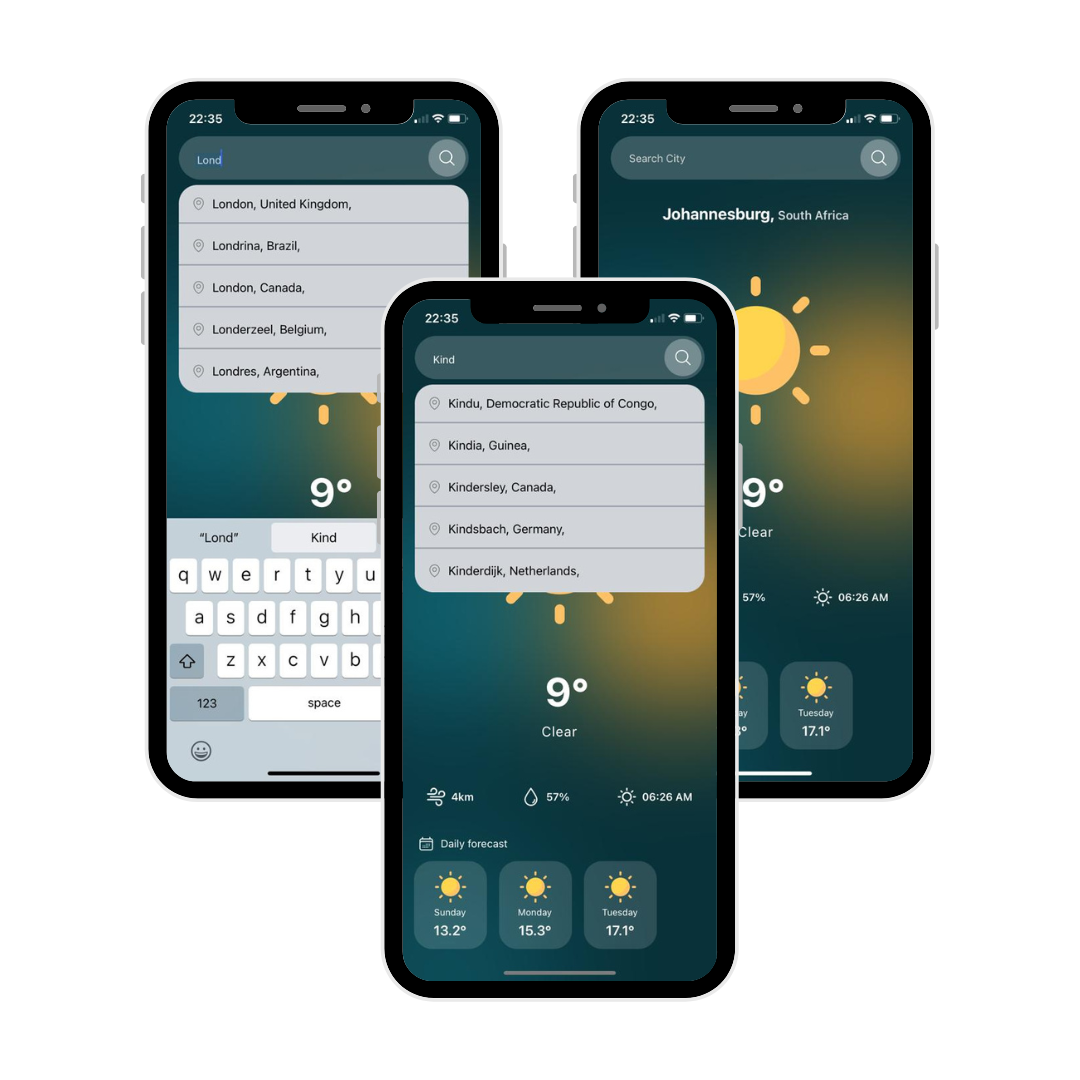 22:35
Lond
London, United Kingdom,
Londrina, Brazil,
London, Canada,
Londerzeel, Belgium,
Londres, Argentina,
9°
“Lond” Kind
q w e r t y u
a s d f g h
z x c v b
123 space
22:35
Search City
Johannesburg, South Africa
9°
Clear
57% 06:26 AM
Tuesday
17.1°
22:35
Kind
Kindu, Democratic Republic of Congo,
Kindia, Guinea,
Kindersley, Canada,
Kindsbach, Germany,
Kinderdijk, Netherlands,
9°
Clear
4km 57% 06:26 AM
Daily forecast
Sunday Monday Tuesday
13.2° 15.3° 17.1°